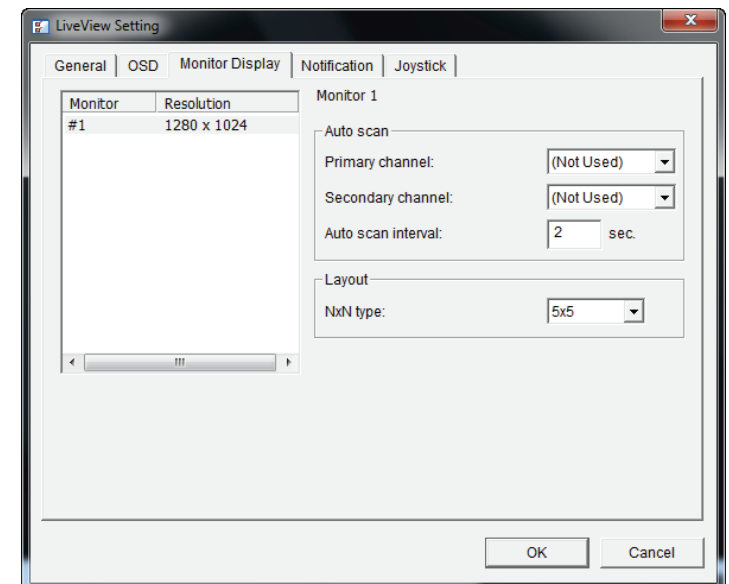 LiveView Setting
General OSD Monitor Display Notification Joystick
Monitor Resolution
#1 1280 x 1024
Monitor 1
Auto scan
Primary channel: (Not Used)
Secondary channel: (Not Used)
Auto scan interval: 2 sec.
Layout
NxN type: 5x5
OK Cancel